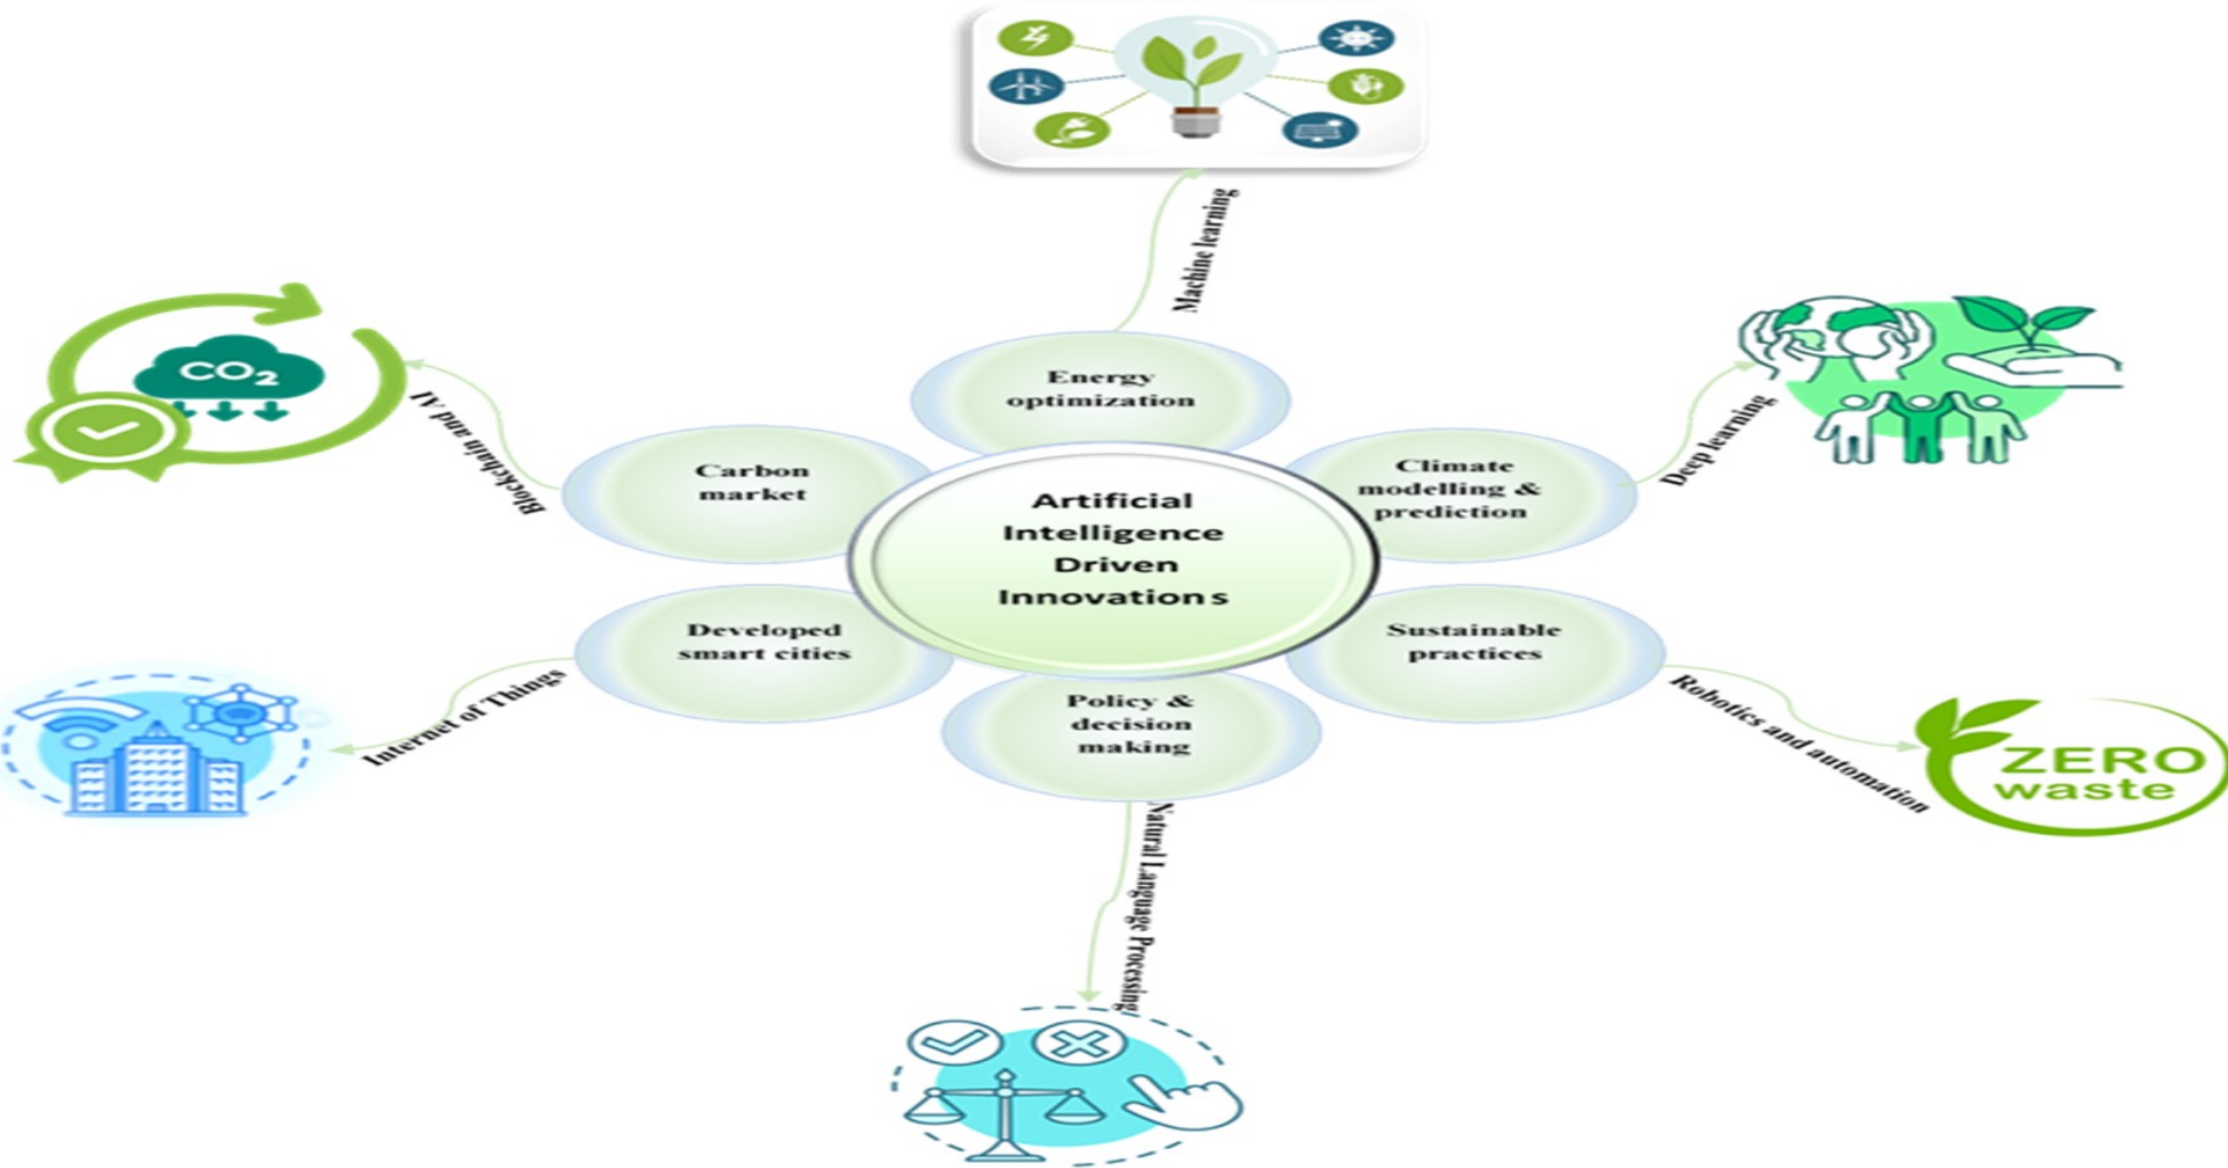 Machine learning
CO2
AI and Blockchain
Energy
optimization
Deep learning
Carbon
market
Climate
modelling &
prediction
Artificial
Intelligence
Driven
Innovations
Developed
smart cities
Sustainable
practices
Internet of Things
Policy &
decision
making
Robotics and automation
ZERO
waste
Natural Language Processing